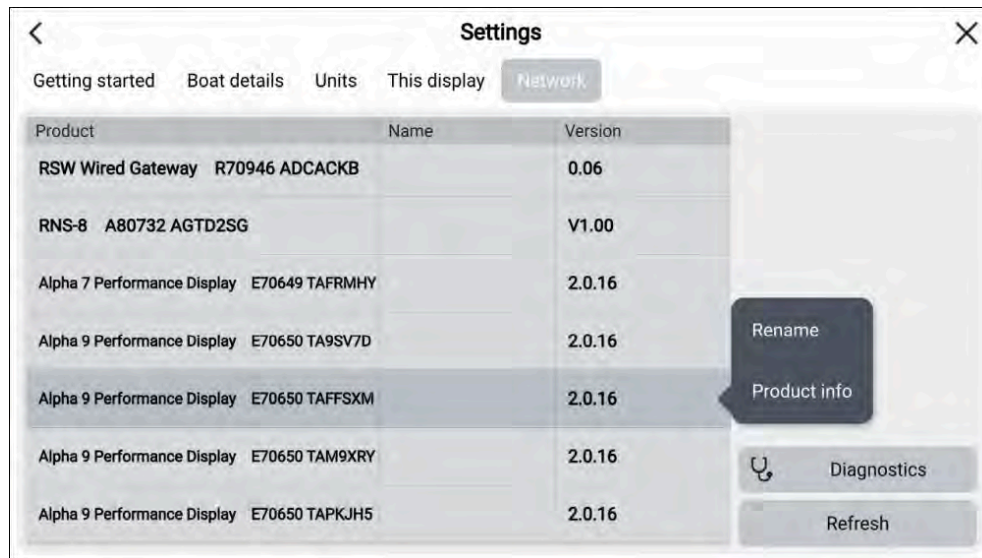 Settings
Getting started Boat details Units This display Network
Product Name Version
RSW Wired Gateway R70946 ADCACKB 0.06
RNS-8 A80732 AGTD2SG V1.00
Alpha 7 Performance Display E70649 TAFRMHY 2.0.16
Alpha 9 Performance Display E70650 TA9SV7D 2.0.16
Rename
Alpha 9 Performance Display E70650 TAFFSXM 2.0.16
Product info
Alpha 9 Performance Display E70650 TAM9XRY 2.0.16
Diagnostics
Alpha 9 Performance Display E70650 TAPKJH5 2.0.16
Refresh